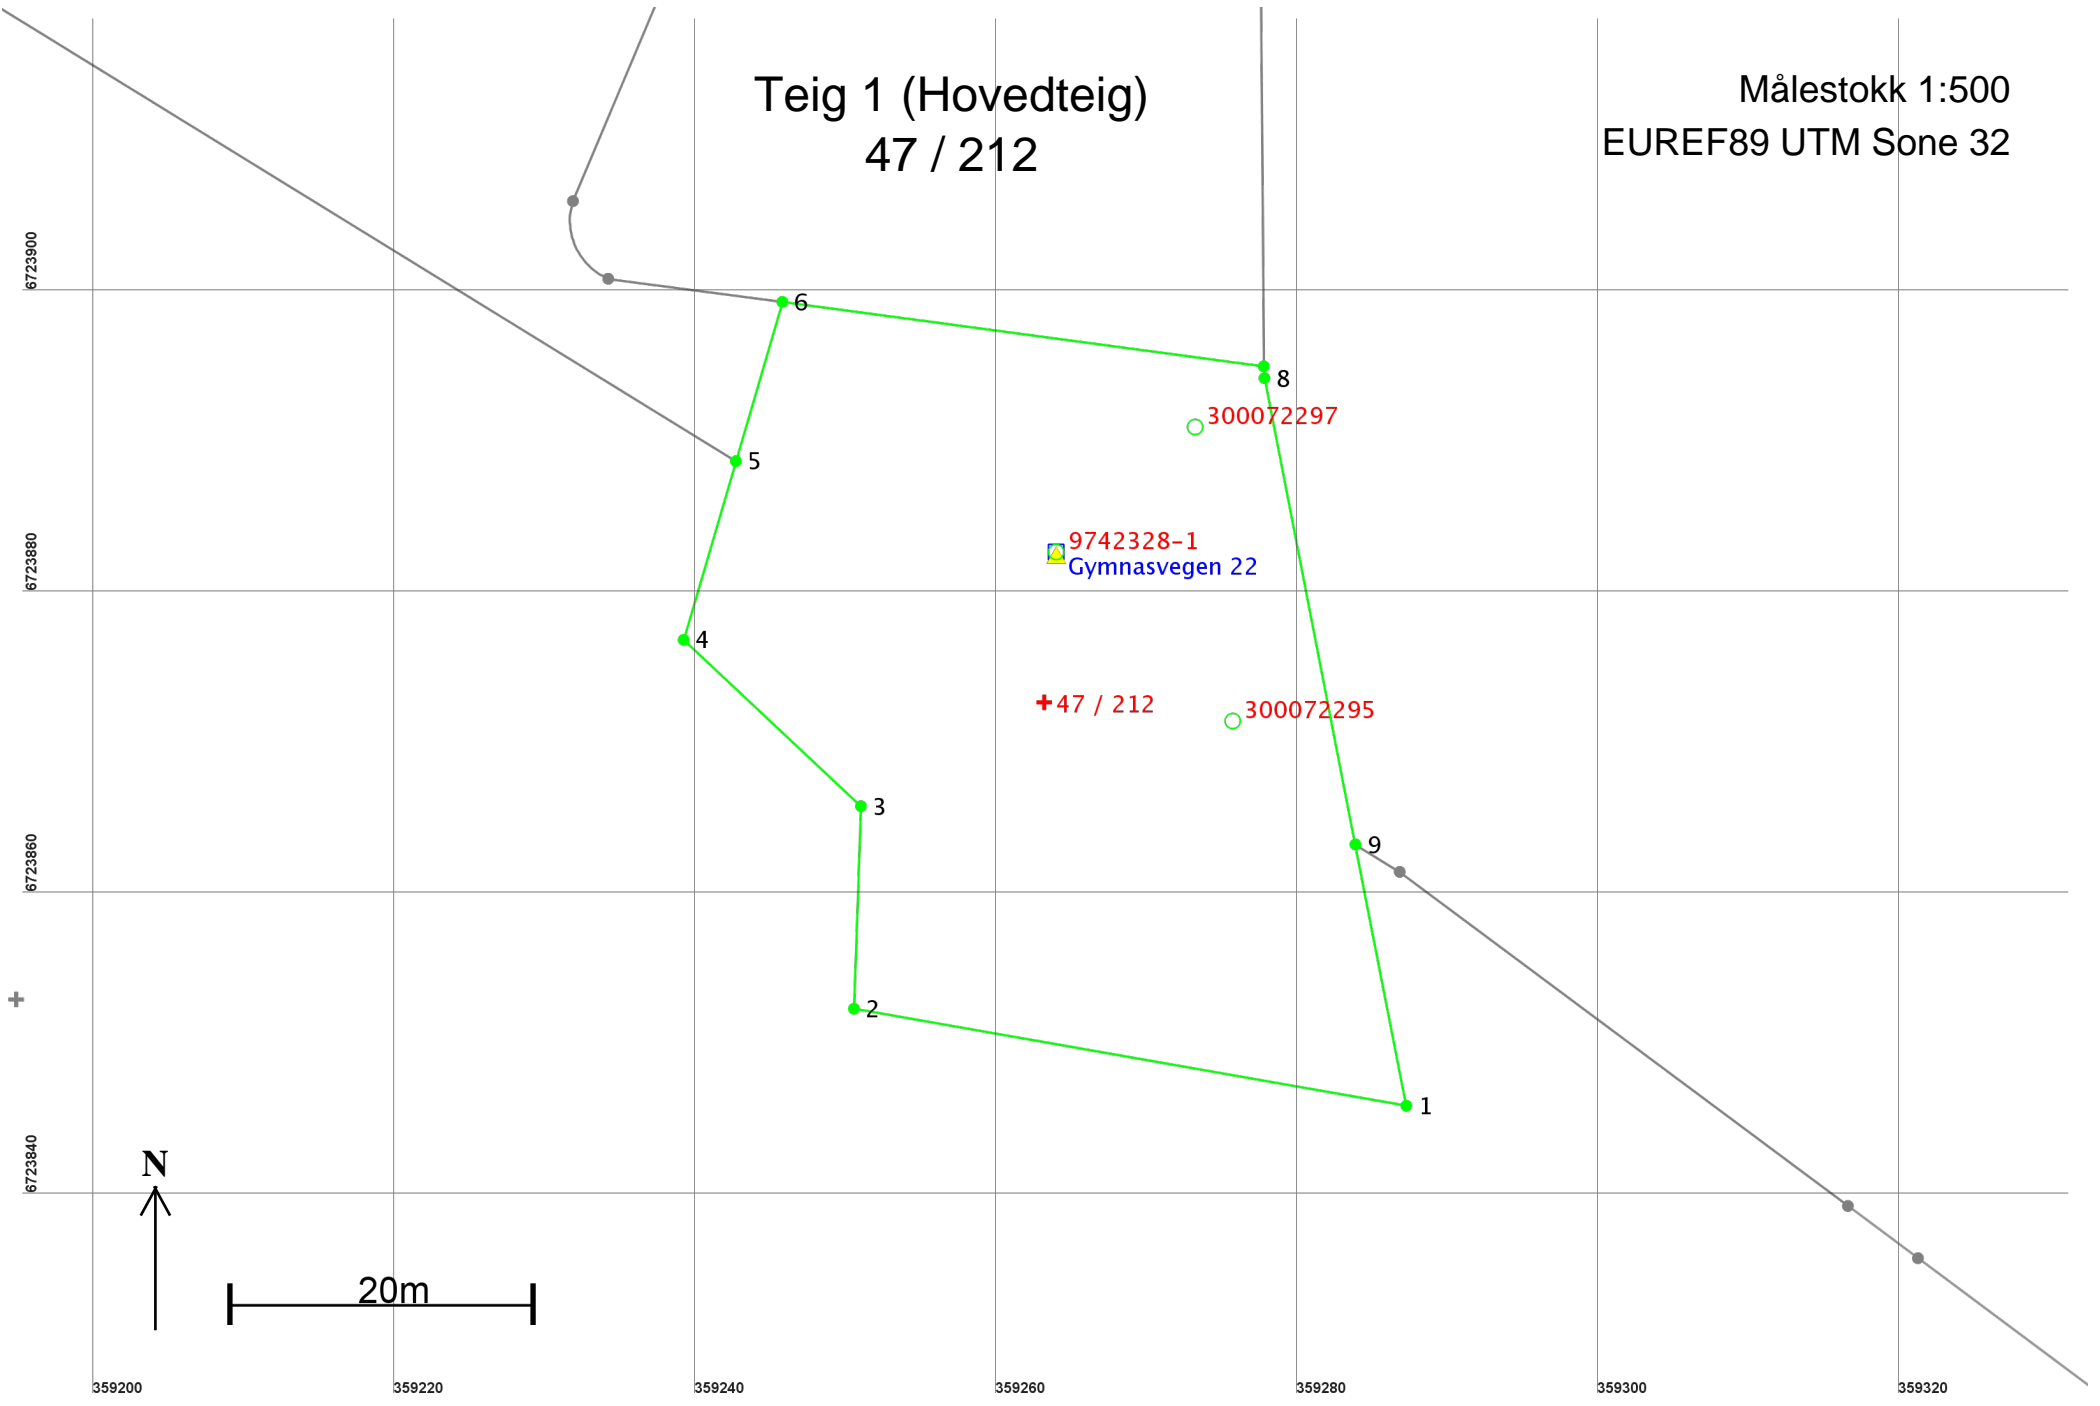 Teig 1 (Hovedteig)
47 / 212
Målestokk 1:500
EUREF89 UTM Sone 32
6723900
6
8
300072297
5
9742328-1
Gymnasvegen 22
6723880
4
47 / 212
300072295
3
9
6723860
2
1
6723840
N
20m
359200
359220
359240
359260
359280
359300
359320